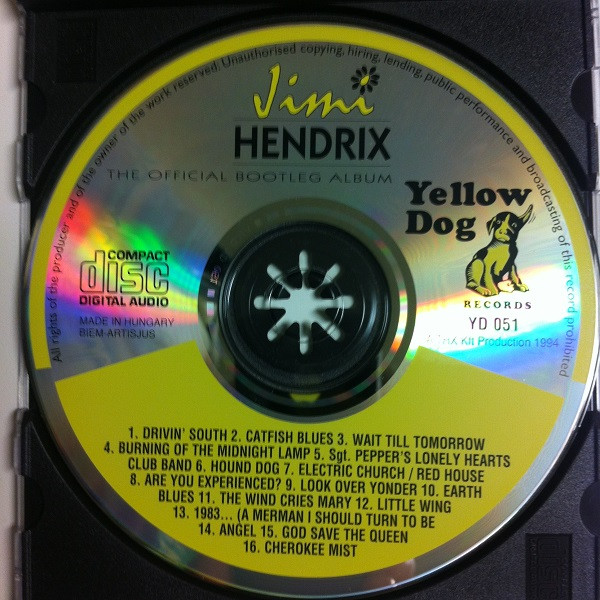 All rights of the producer and of the owner of the work reserved. Unauthorised copying, hiring, lending, public performance and broadcasting of this record prohibited
Jimi
HENDRIX
THE OFFICIAL BOOTLEG ALBUM
Yellow
Dog
RECORDS
YD 051
Kit Production 1994
COMPACT
disc
DIGITAL AUDIO
MADE IN HUNGARY
BIEM-ARTISJUS
1. DRIVIN' SOUTH 2. CATFISH BLUES 3. WAIT TILL TOMORROW
4. BURNING OF THE MIDNIGHT LAMP 5. Sgt. PEPPER'S LONELY HEARTS
CLUB BAND 6. HOUND DOG 7. ELECTRIC CHURCH / RED HOUSE
8. ARE YOU EXPERIENCED? 9. LOOK OVER YONDER 10. EARTH
BLUES 11. THE WIND CRIES MARY 12. LITTLE WING
13. 1983... (A MERMAN I SHOULD TURN TO BE
14. ANGEL 15. GOD SAVE THE QUEEN
16. CHEROKEE MIST